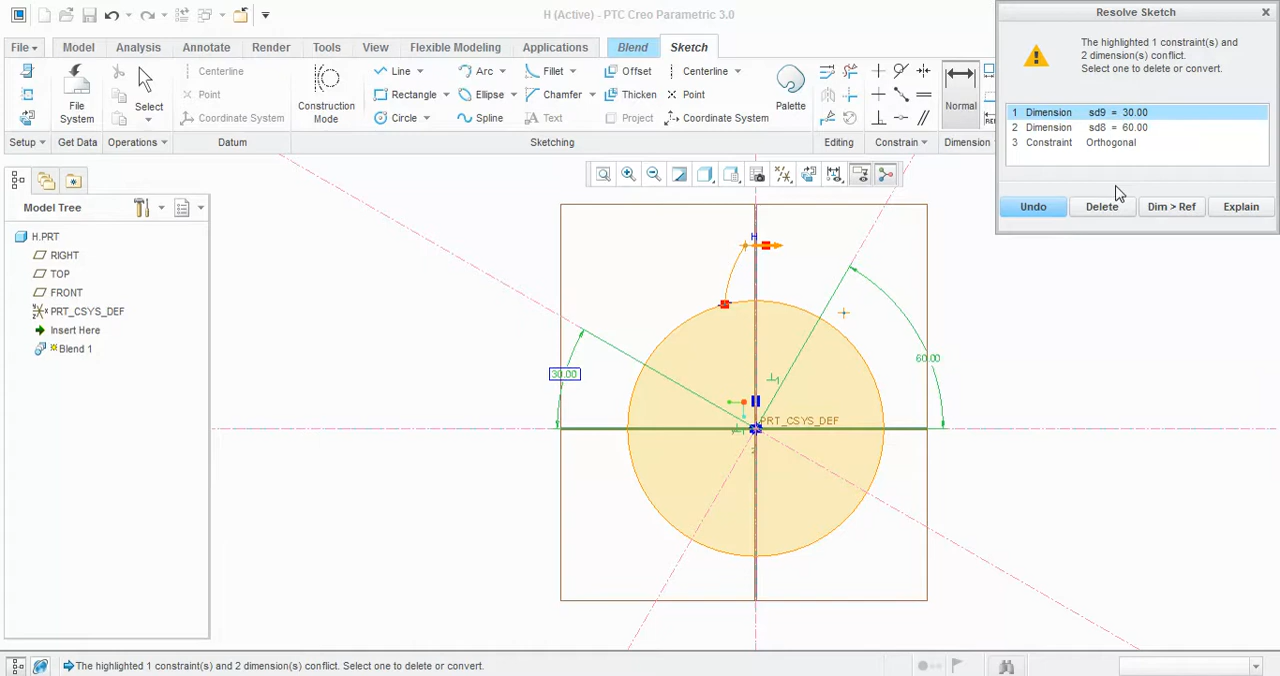 H (Active) - PTC Creo Parametric 3.0
File Model Analysis Annotate Render Tools View Flexible Modeling Applications Blend Sketch
File System
Select
Centerline
Point
Coordinate System
Construction Mode
Line Arc Fillet Offset Centerline
Rectangle Ellipse Chamfer Thicken Point
Circle Spline Text Project Coordinate System
Palette
Normal
Setup Get Data Operations Datum Sketching Editing Constrain Dimension
Resolve Sketch
The highlighted 1 constraint(s) and
2 dimension(s) conflict.
Select one to delete or convert.
1 Dimension sd9 = 30.00
2 Dimension sd8 = 60.00
3 Constraint Orthogonal
Undo Delete Dim > Ref Explain
Model Tree
H.PRT
RIGHT
TOP
FRONT
PRT_CSYS_DEF
Insert Here
Blend 1
H
60.00
30.00
PRT_CSYS_DEF
The highlighted 1 constraint(s) and 2 dimension(s) conflict. Select one to delete or convert.